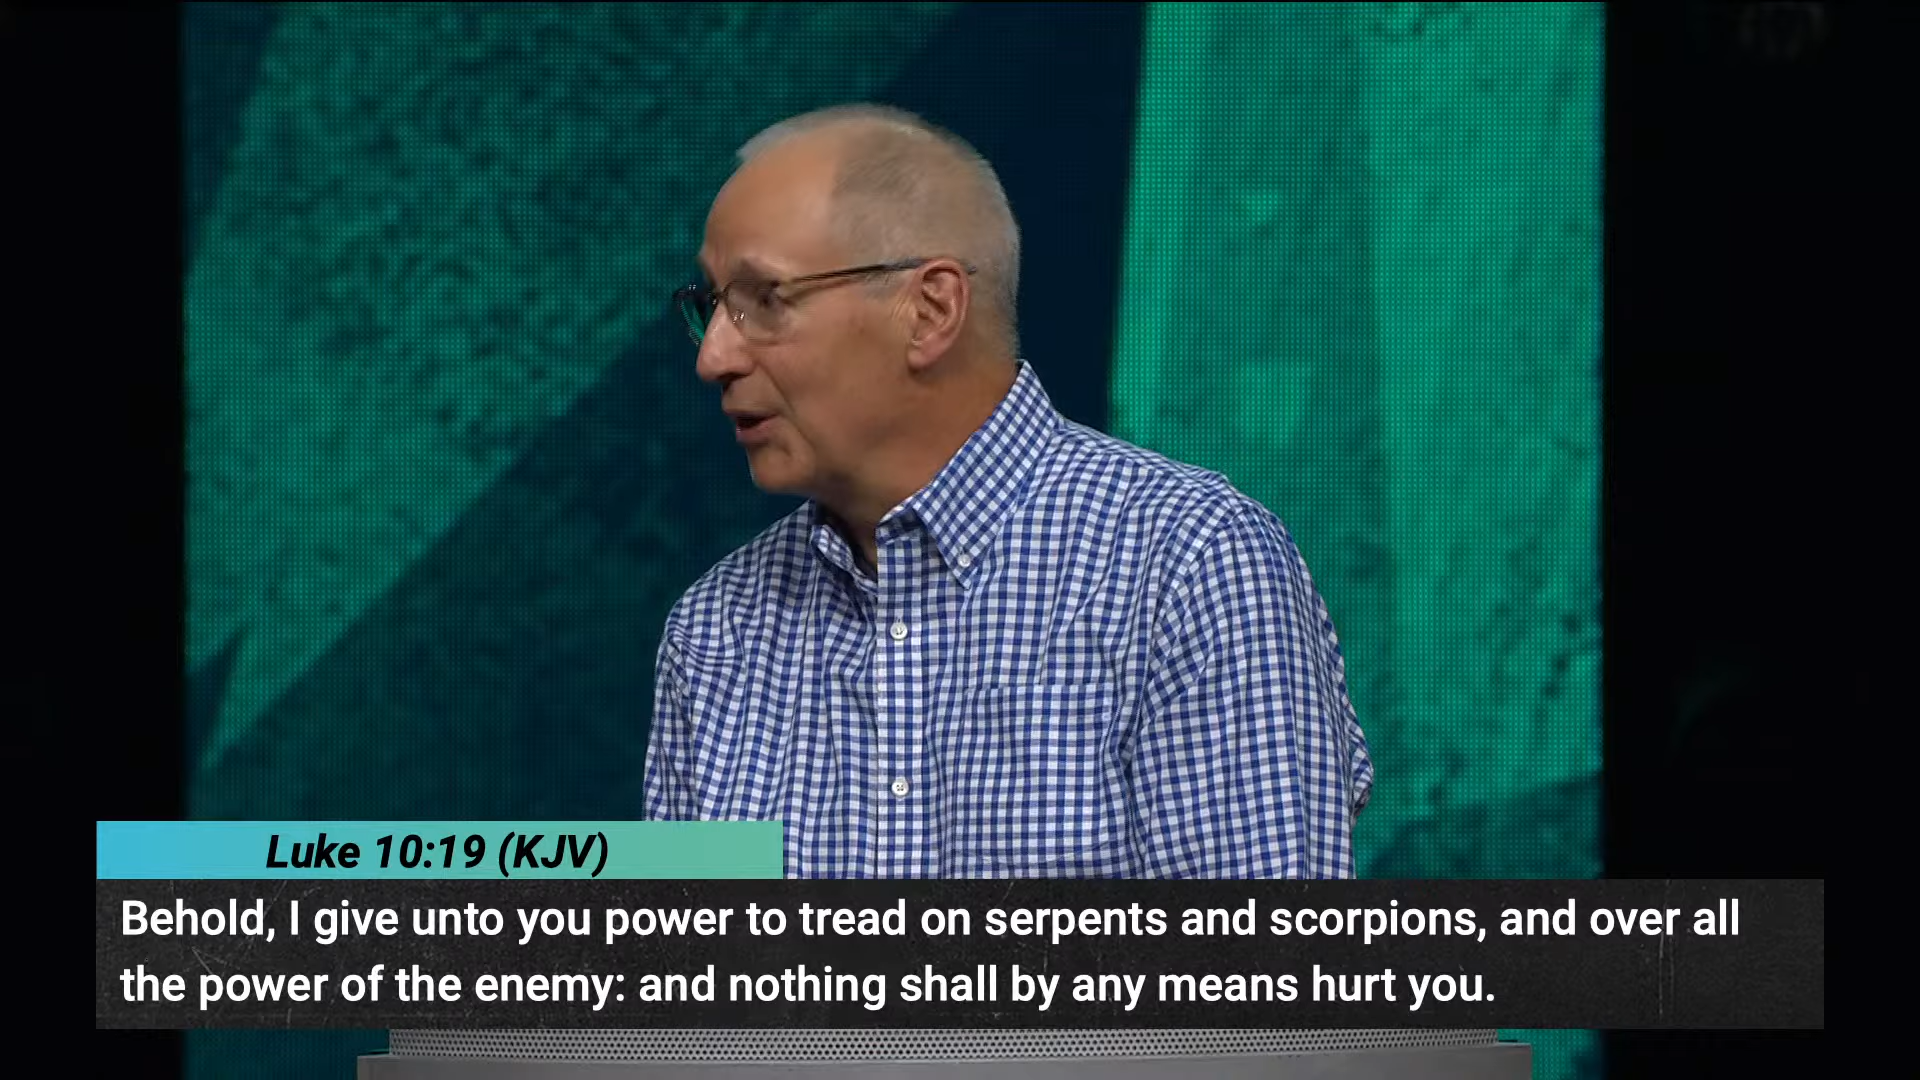 Luke 10:19 (KJV)
Behold, I give unto you power to tread on serpents and scorpions, and over all
the power of the enemy: and nothing shall by any means hurt you.